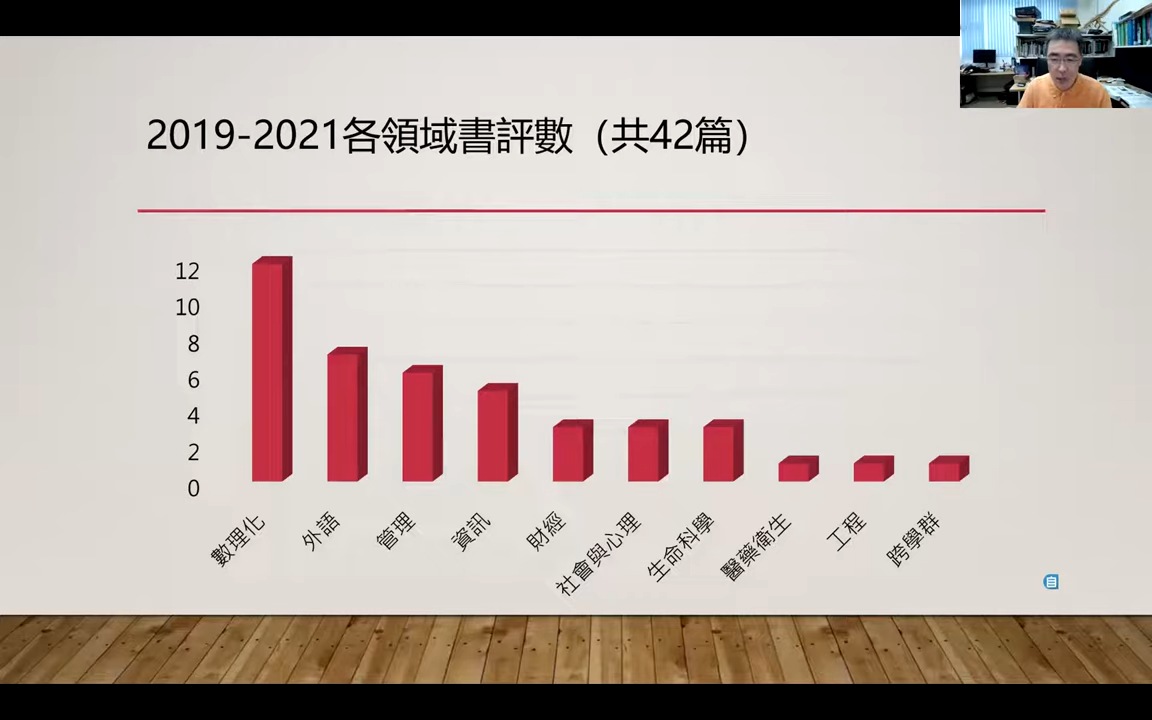 2019-2021各領域書評數（共42篇）
12
10
8
6
4
2
0
數理化
外語
管理
資訊
財經
社會與心理
生命科學
醫藥衛生
工程
跨學群